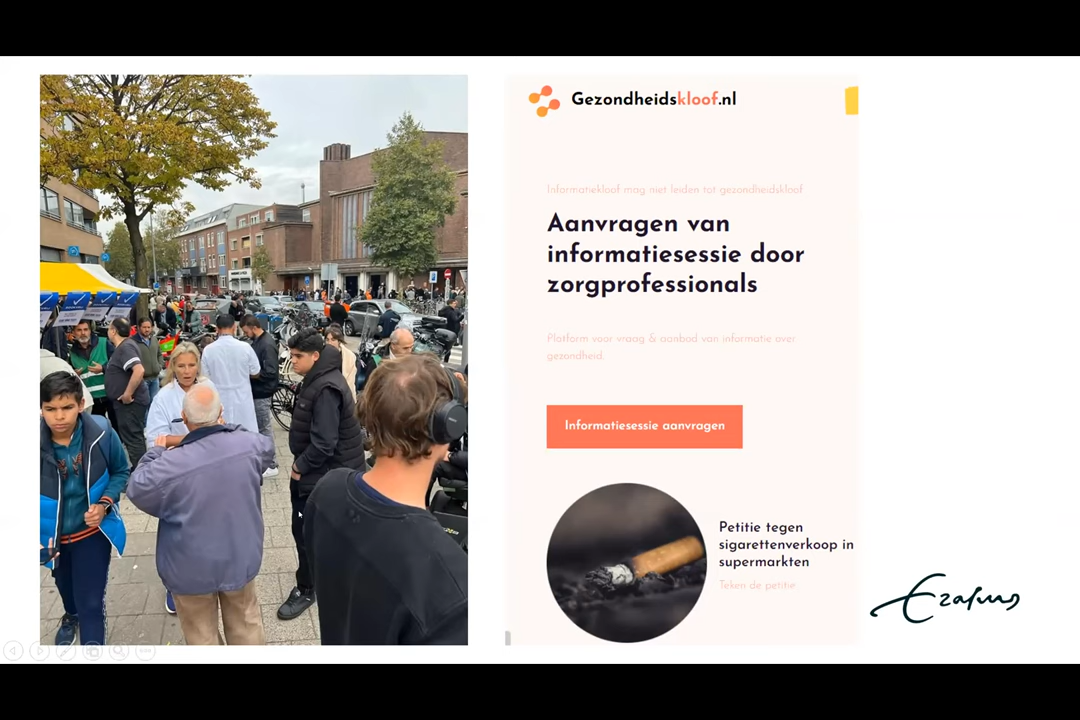 Gezondheidskloof.nl
Informatiekloof mag niet leiden tot gezondheidskloof
Aanvragen van
informatiesessie door
zorgprofessionals
Platform voor vraag & aanbod van informatie over
gezondheid.
Informatiesessie aanvragen
Petitie tegen
sigarettenverkoop in
supermarkten
Teken de petitie
Erasmus